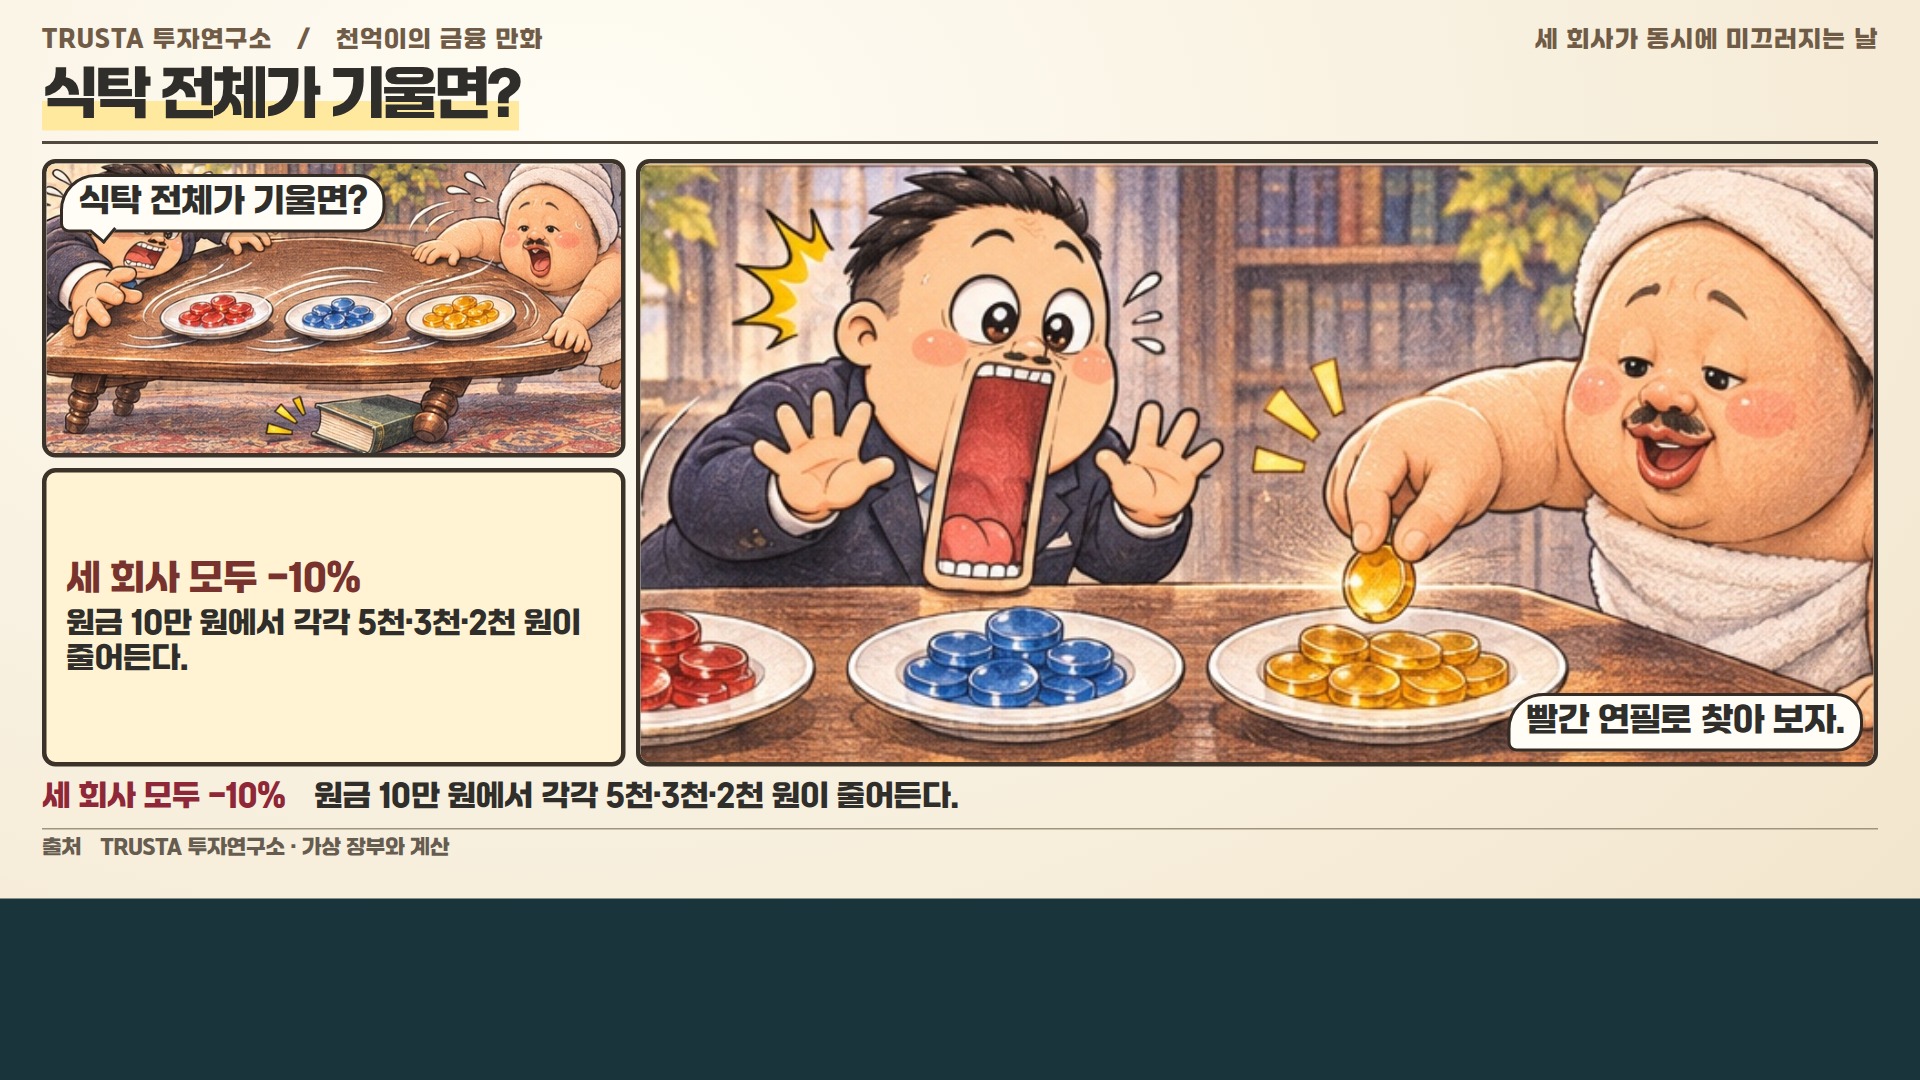 TRUSTA 투자연구소 / 천억이의 금융 만화
세 회사가 동시에 미끄러지는 날
식탁 전체가 기울면?
식탁 전체가 기울면?
세 회사 모두 -10%
원금 10만 원에서 각각 5천·3천·2천 원이
줄어든다.
빨간 연필로 찾아 보자.
세 회사 모두 -10% 원금 10만 원에서 각각 5천·3천·2천 원이 줄어든다.
출처 TRUSTA 투자연구소 · 가상 장부와 계산